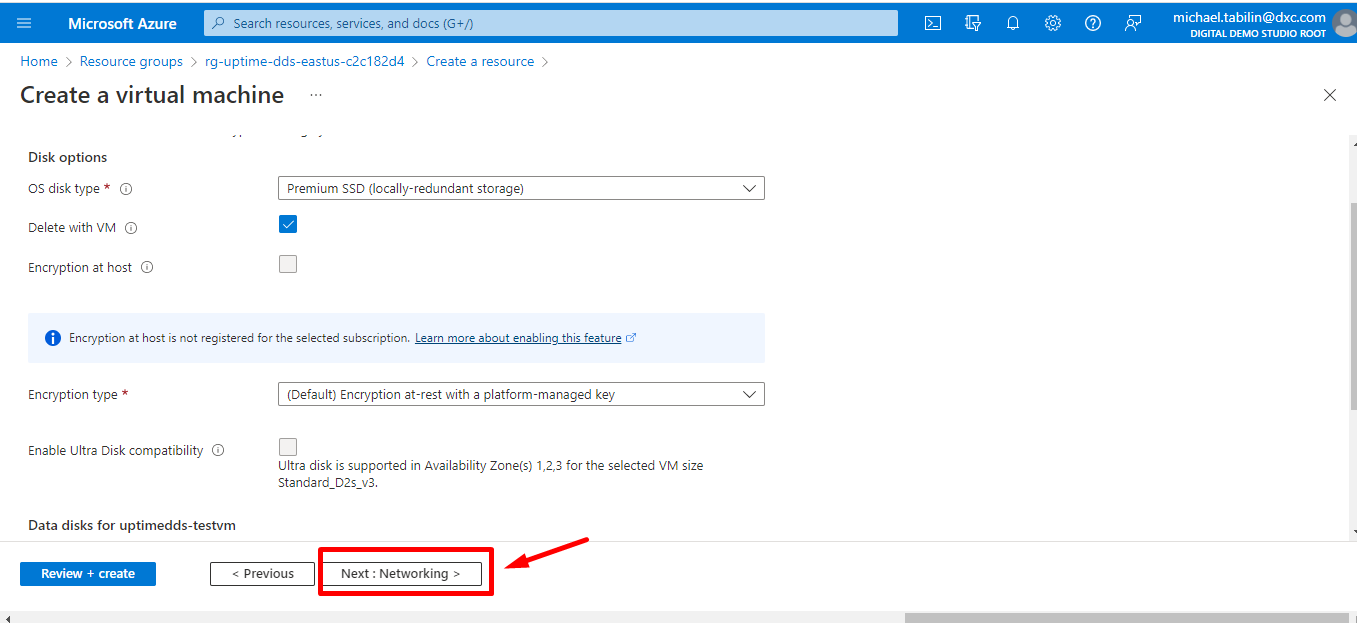 Microsoft Azure
Search resources, services, and docs (G+/)
michael.tabilin@dxc.com
DIGITAL DEMO STUDIO ROOT
Home > Resource groups > rg-uptime-dds-eastus-c2c182d4 > Create a resource >
Create a virtual machine ...
Disk options
OS disk type *
Premium SSD (locally-redundant storage)
Delete with VM
Encryption at host
Encryption at host is not registered for the selected subscription. Learn more about enabling this feature
Encryption type *
(Default) Encryption at-rest with a platform-managed key
Enable Ultra Disk compatibility
Ultra disk is supported in Availability Zone(s) 1,2,3 for the selected VM size
Standard_D2s_v3.
Data disks for uptimedds-testvm
Review + create
< Previous
Next : Networking >